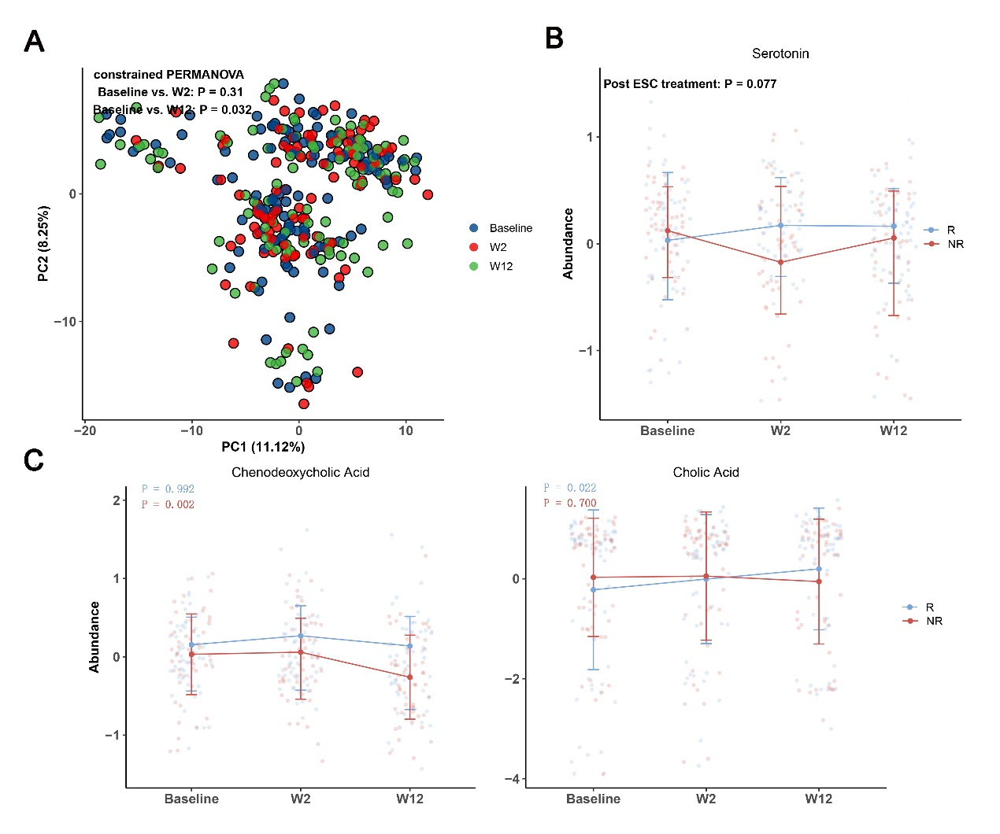 A
constrained PERMANOVA
Baseline vs. W2: P = 0.31
Baseline vs. W12: P = 0.032
0
−10
PC2 (8.25%)
−20
−10
0
10
PC1 (11.12%)
Baseline
W2
W12
B
Serotonin
Post ESC treatment: P = 0.077
1
0
−1
Abundance
Baseline
W2
W12
R
NR
C
Chenodeoxycholic Acid
P = 0.992
P = 0.002
2
1
0
−1
Abundance
Baseline
W2
W12
Cholic Acid
P = 0.022
P = 0.700
0
−2
−4
Baseline
W2
W12
R
NR